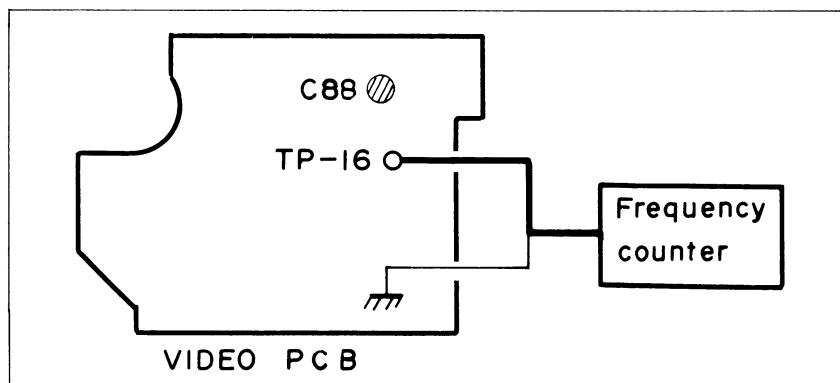 C88
TP-16
Frequency
counter
VIDEO PCB